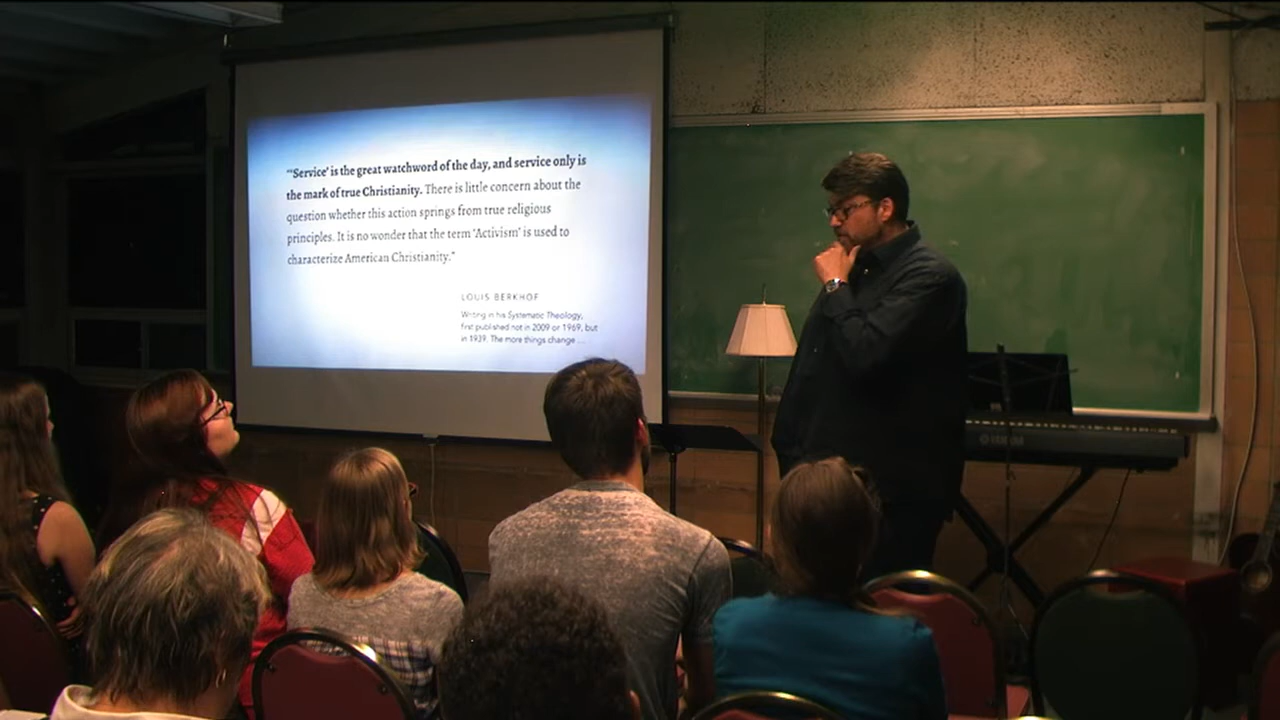 "'Service' is the great watchword of the day, and service only is
the mark of true Christianity. There is little concern about the
question whether this action springs from true religious
principles. It is no wonder that the term 'Activism' is used to
characterize American Christianity."
LOUIS BERKHOF
Writing in his Systematic Theology,
first published not in 2009 or 1969, but
in 1939. The more things change ...